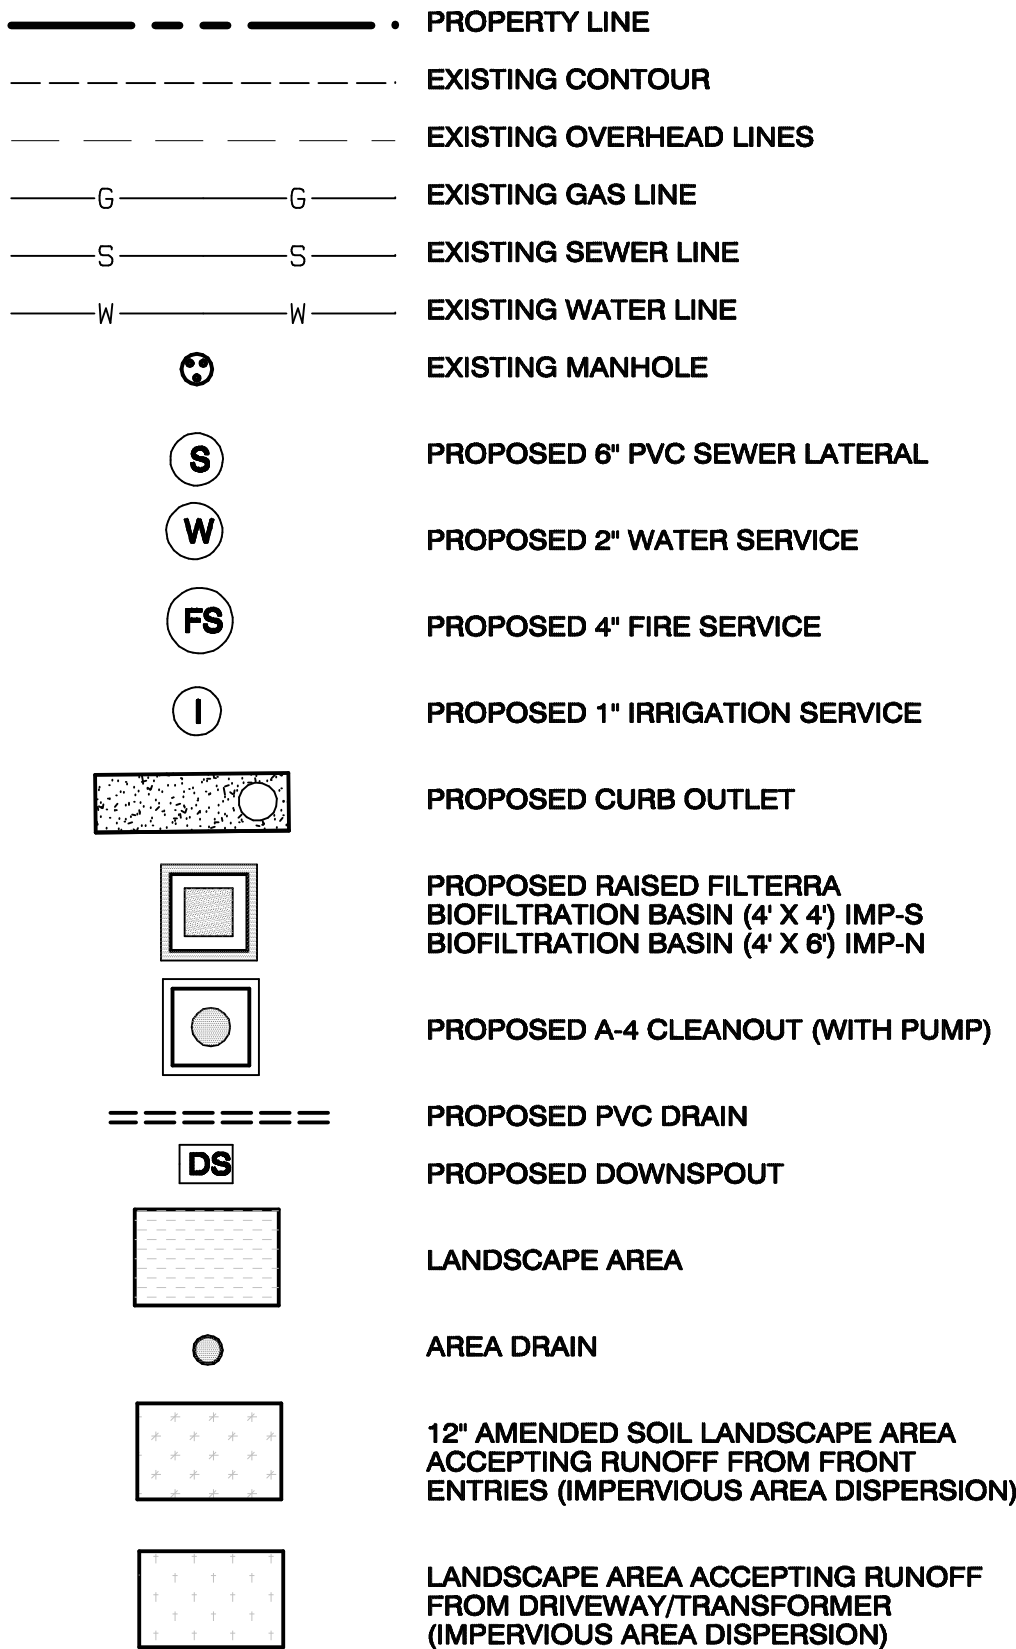 PROPERTY LINE
EXISTING CONTOUR
EXISTING OVERHEAD LINES
G G EXISTING GAS LINE
S S EXISTING SEWER LINE
W W EXISTING WATER LINE
EXISTING MANHOLE
S PROPOSED 6" PVC SEWER LATERAL
W PROPOSED 2" WATER SERVICE
FS PROPOSED 4" FIRE SERVICE
I PROPOSED 1" IRRIGATION SERVICE
PROPOSED CURB OUTLET
PROPOSED RAISED FILTERRA
BIOFILTRATION BASIN (4' X 4') IMP-S
BIOFILTRATION BASIN (4' X 6') IMP-N
PROPOSED A-4 CLEANOUT (WITH PUMP)
PROPOSED PVC DRAIN
DS PROPOSED DOWNSPOUT
LANDSCAPE AREA
AREA DRAIN
12" AMENDED SOIL LANDSCAPE AREA
ACCEPTING RUNOFF FROM FRONT
ENTRIES (IMPERVIOUS AREA DISPERSION)
LANDSCAPE AREA ACCEPTING RUNOFF
FROM DRIVEWAY/TRANSFORMER
(IMPERVIOUS AREA DISPERSION)